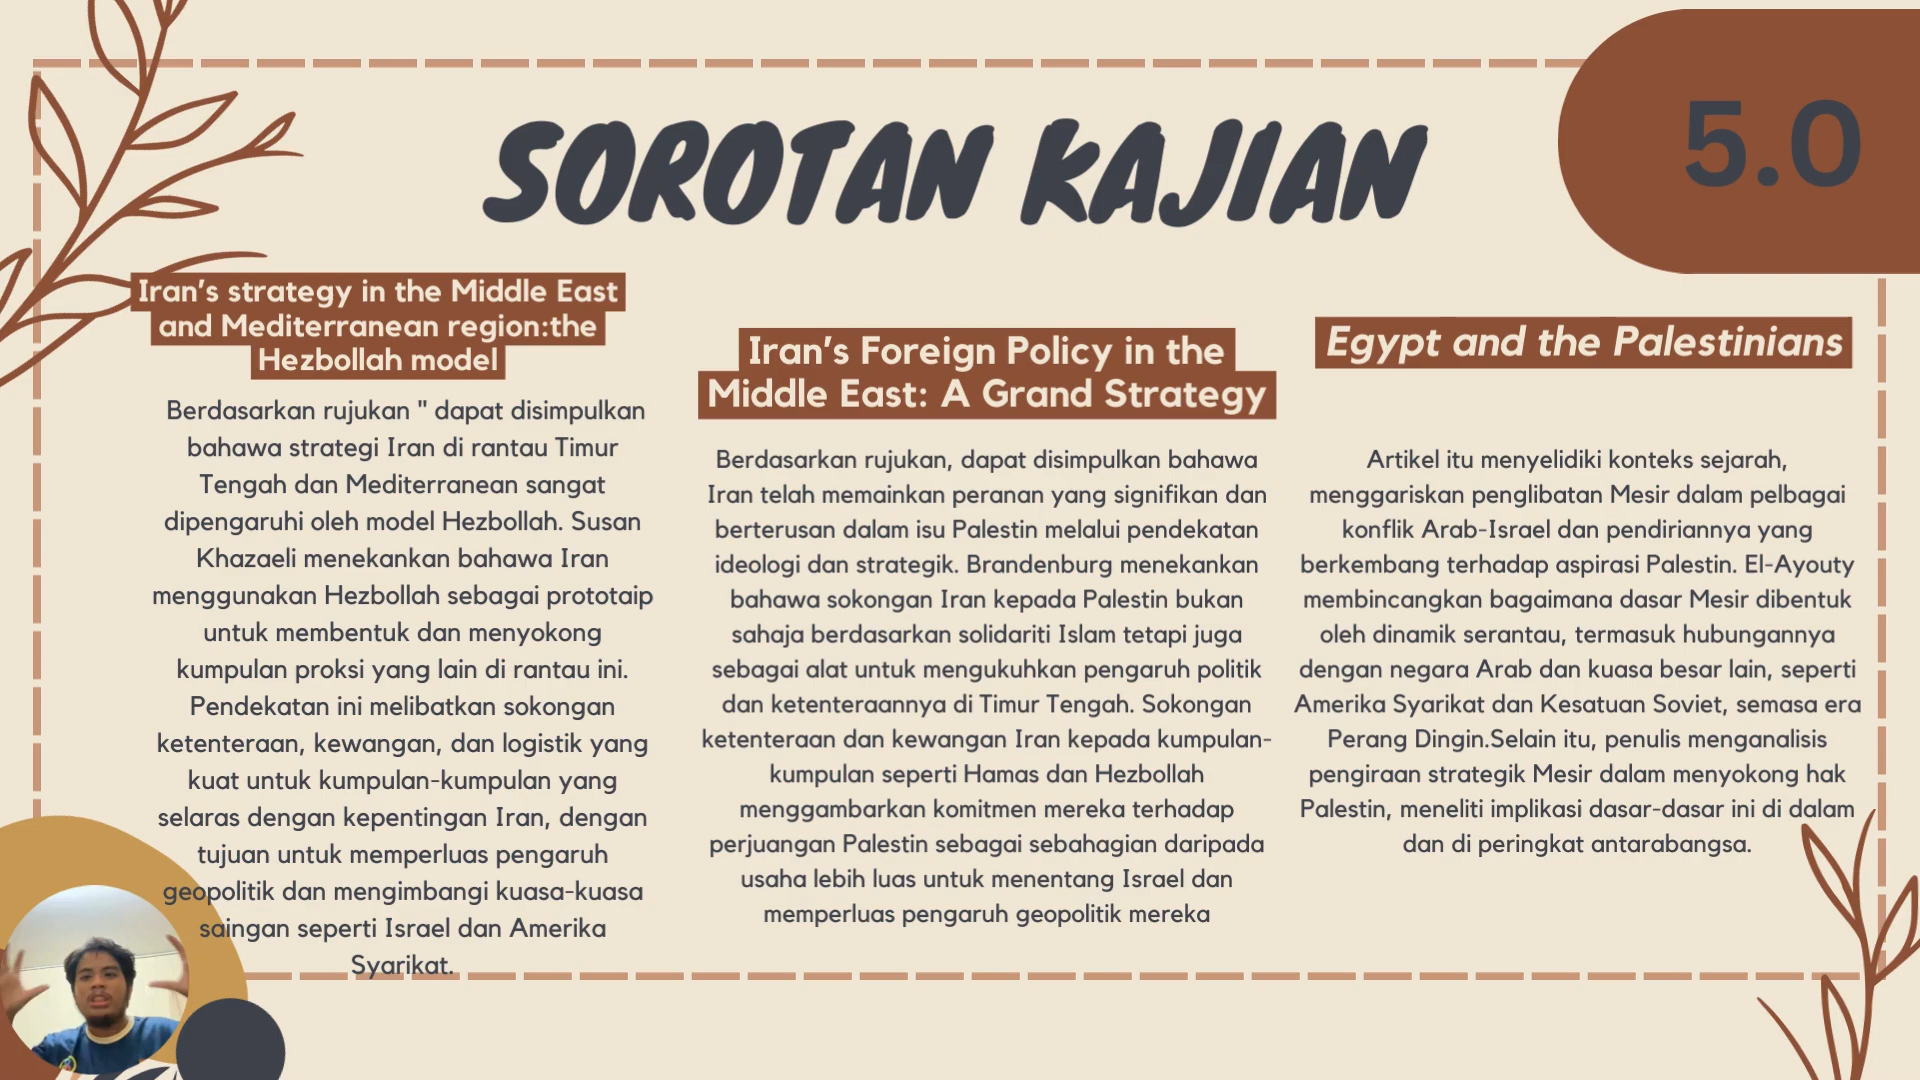 SOROTAN KAJIAN
5.0
Iran's strategy in the Middle East
and Mediterranean region:the
Hezbollah model
Berdasarkan rujukan " dapat disimpulkan
bahawa strategi Iran di rantau Timur
Tengah dan Mediterranean sangat
dipengaruhi oleh model Hezbollah. Susan
Khazaeli menekankan bahawa Iran
menggunakan Hezbollah sebagai prototaip
untuk membentuk dan menyokong
kumpulan proksi yang lain di rantau ini.
Pendekatan ini melibatkan sokongan
ketenteraan, kewangan, dan logistik yang
kuat untuk kumpulan-kumpulan yang
selaras dengan kepentingan Iran, dengan
tujuan untuk memperluas pengaruh
geopolitik dan mengimbangi kuasa-kuasa
saingan seperti Israel dan Amerika
Syarikat.
Iran's Foreign Policy in the
Middle East: A Grand Strategy
Berdasarkan rujukan, dapat disimpulkan bahawa
Iran telah memainkan peranan yang signifikan dan
berterusan dalam isu Palestin melalui pendekatan
ideologi dan strategik. Brandenburg menekankan
bahawa sokongan Iran kepada Palestin bukan
sahaja berdasarkan solidariti Islam tetapi juga
sebagai alat untuk mengukuhkan pengaruh politik
dan ketenteraannya di Timur Tengah. Sokongan
ketenteraan dan kewangan Iran kepada kumpulan-
kumpulan seperti Hamas dan Hezbollah
menggambarkan komitmen mereka terhadap
perjuangan Palestin sebagai sebahagian daripada
usaha lebih luas untuk menentang Israel dan
memperluas pengaruh geopolitik mereka
Egypt and the Palestinians
Artikel itu menyelidiki konteks sejarah,
menggariskan penglibatan Mesir dalam pelbagai
konflik Arab-Israel dan pendiriannya yang
berkembang terhadap aspirasi Palestin. El-Ayouty
membincangkan bagaimana dasar Mesir dibentuk
oleh dinamik serantau, termasuk hubungannya
dengan negara Arab dan kuasa besar lain, seperti
Amerika Syarikat dan Kesatuan Soviet, semasa era
Perang Dingin.Selain itu, penulis menganalisis
pengiraan strategik Mesir dalam menyokong hak
Palestin, meneliti implikasi dasar-dasar ini di dalam
dan di peringkat antarabangsa.